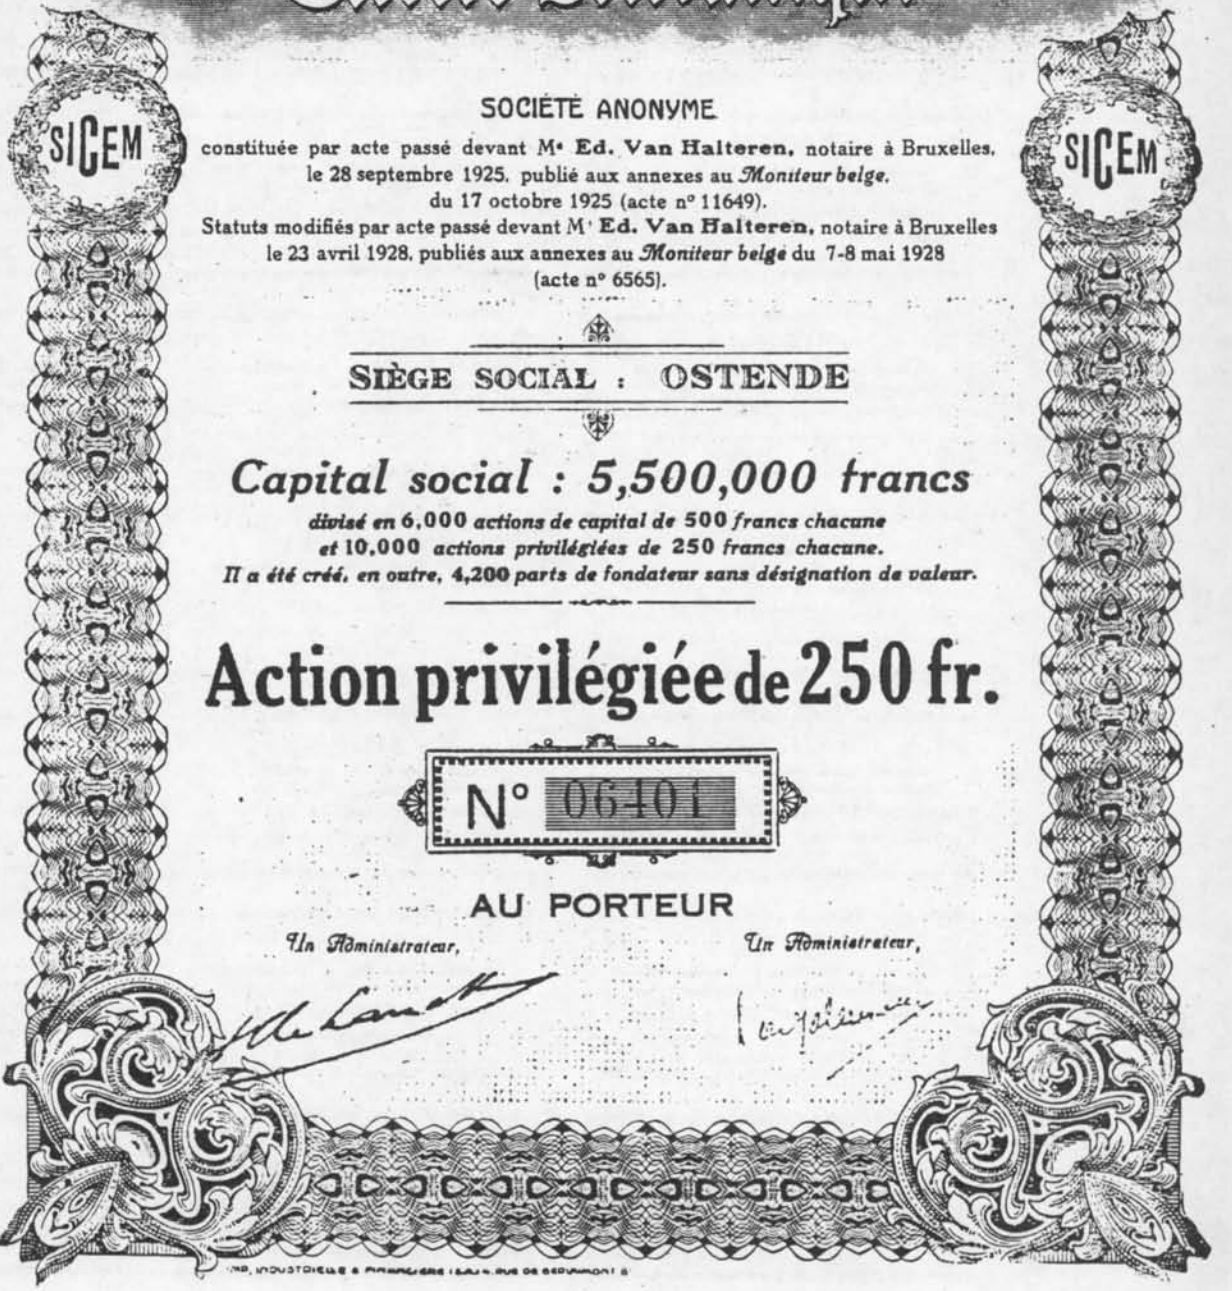 SOCIÉTÉ ANONYME
SICEM
SICEM
constituée par acte passé devant Me Ed. Van Halteren, notaire à Bruxelles,
le 28 septembre 1925, publié aux annexes au Moniteur belge,
du 17 octobre 1925 (acte nº 11649).
Statuts modifiés par acte passé devant Me Ed. Van Halteren, notaire à Bruxelles
le 23 avril 1928, publiés aux annexes au Moniteur belge du 7-8 mai 1928
(acte nº 6565).
SIÈGE SOCIAL : OSTENDE
Capital social : 5,500,000 francs
divisé en 6,000 actions de capital de 500 francs chacune
et 10,000 actions privilégiées de 250 francs chacune.
Il a été créé, en outre, 4,200 parts de fondateur sans désignation de valeur.
Action privilégiée de 250 fr.
Nº 06401
AU PORTEUR
Un Administrateur,
Un Administrateur,
IMP. INDUSTRIELLE & FINANCIÈRE